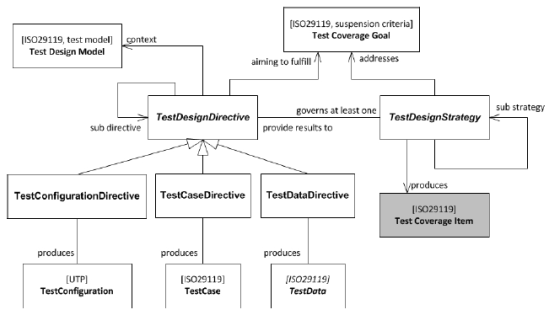 [ISO29119, test model]
Test Design Model
context
[ISO29119, suspension criteria]
Test Coverage Goal
aiming to fulfill
addresses
sub directive
TestDesignDirective
governs at least one
provide results to
TestDesignStrategy
sub strategy
TestConfigurationDirective
TestCaseDirective
TestDataDirective
produces
[ISO29119]
Test Coverage Item
produces
produces
produces
[UTP]
TestConfiguration
[ISO29119]
TestCase
[ISO29119]
TestData